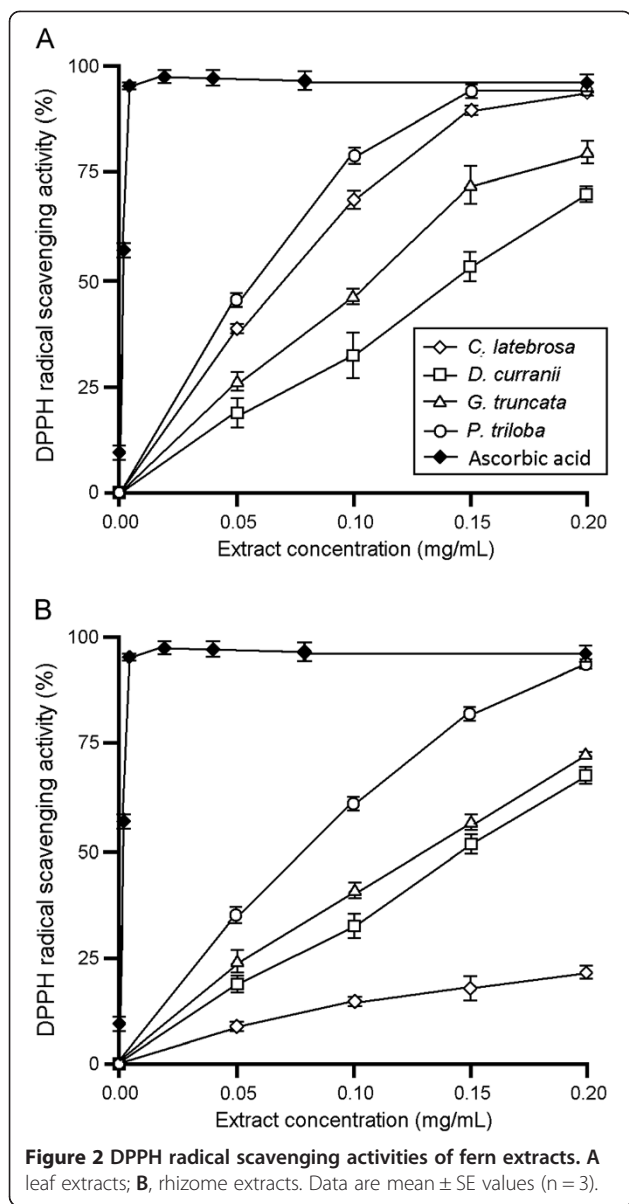 A
100
75
50
25
0
DPPH radical scavenging activity (%)
C. latebrosa
D. curranii
G. truncata
P. triloba
Ascorbic acid
0.00 0.05 0.10 0.15 0.20
Extract concentration (mg/mL)
B
100
75
50
25
0
DPPH radical scavenging activity (%)
0.00 0.05 0.10 0.15 0.20
Extract concentration (mg/mL)
Figure 2 DPPH radical scavenging activities of fern extracts. A
leaf extracts; B, rhizome extracts. Data are mean ± SE values (n = 3).